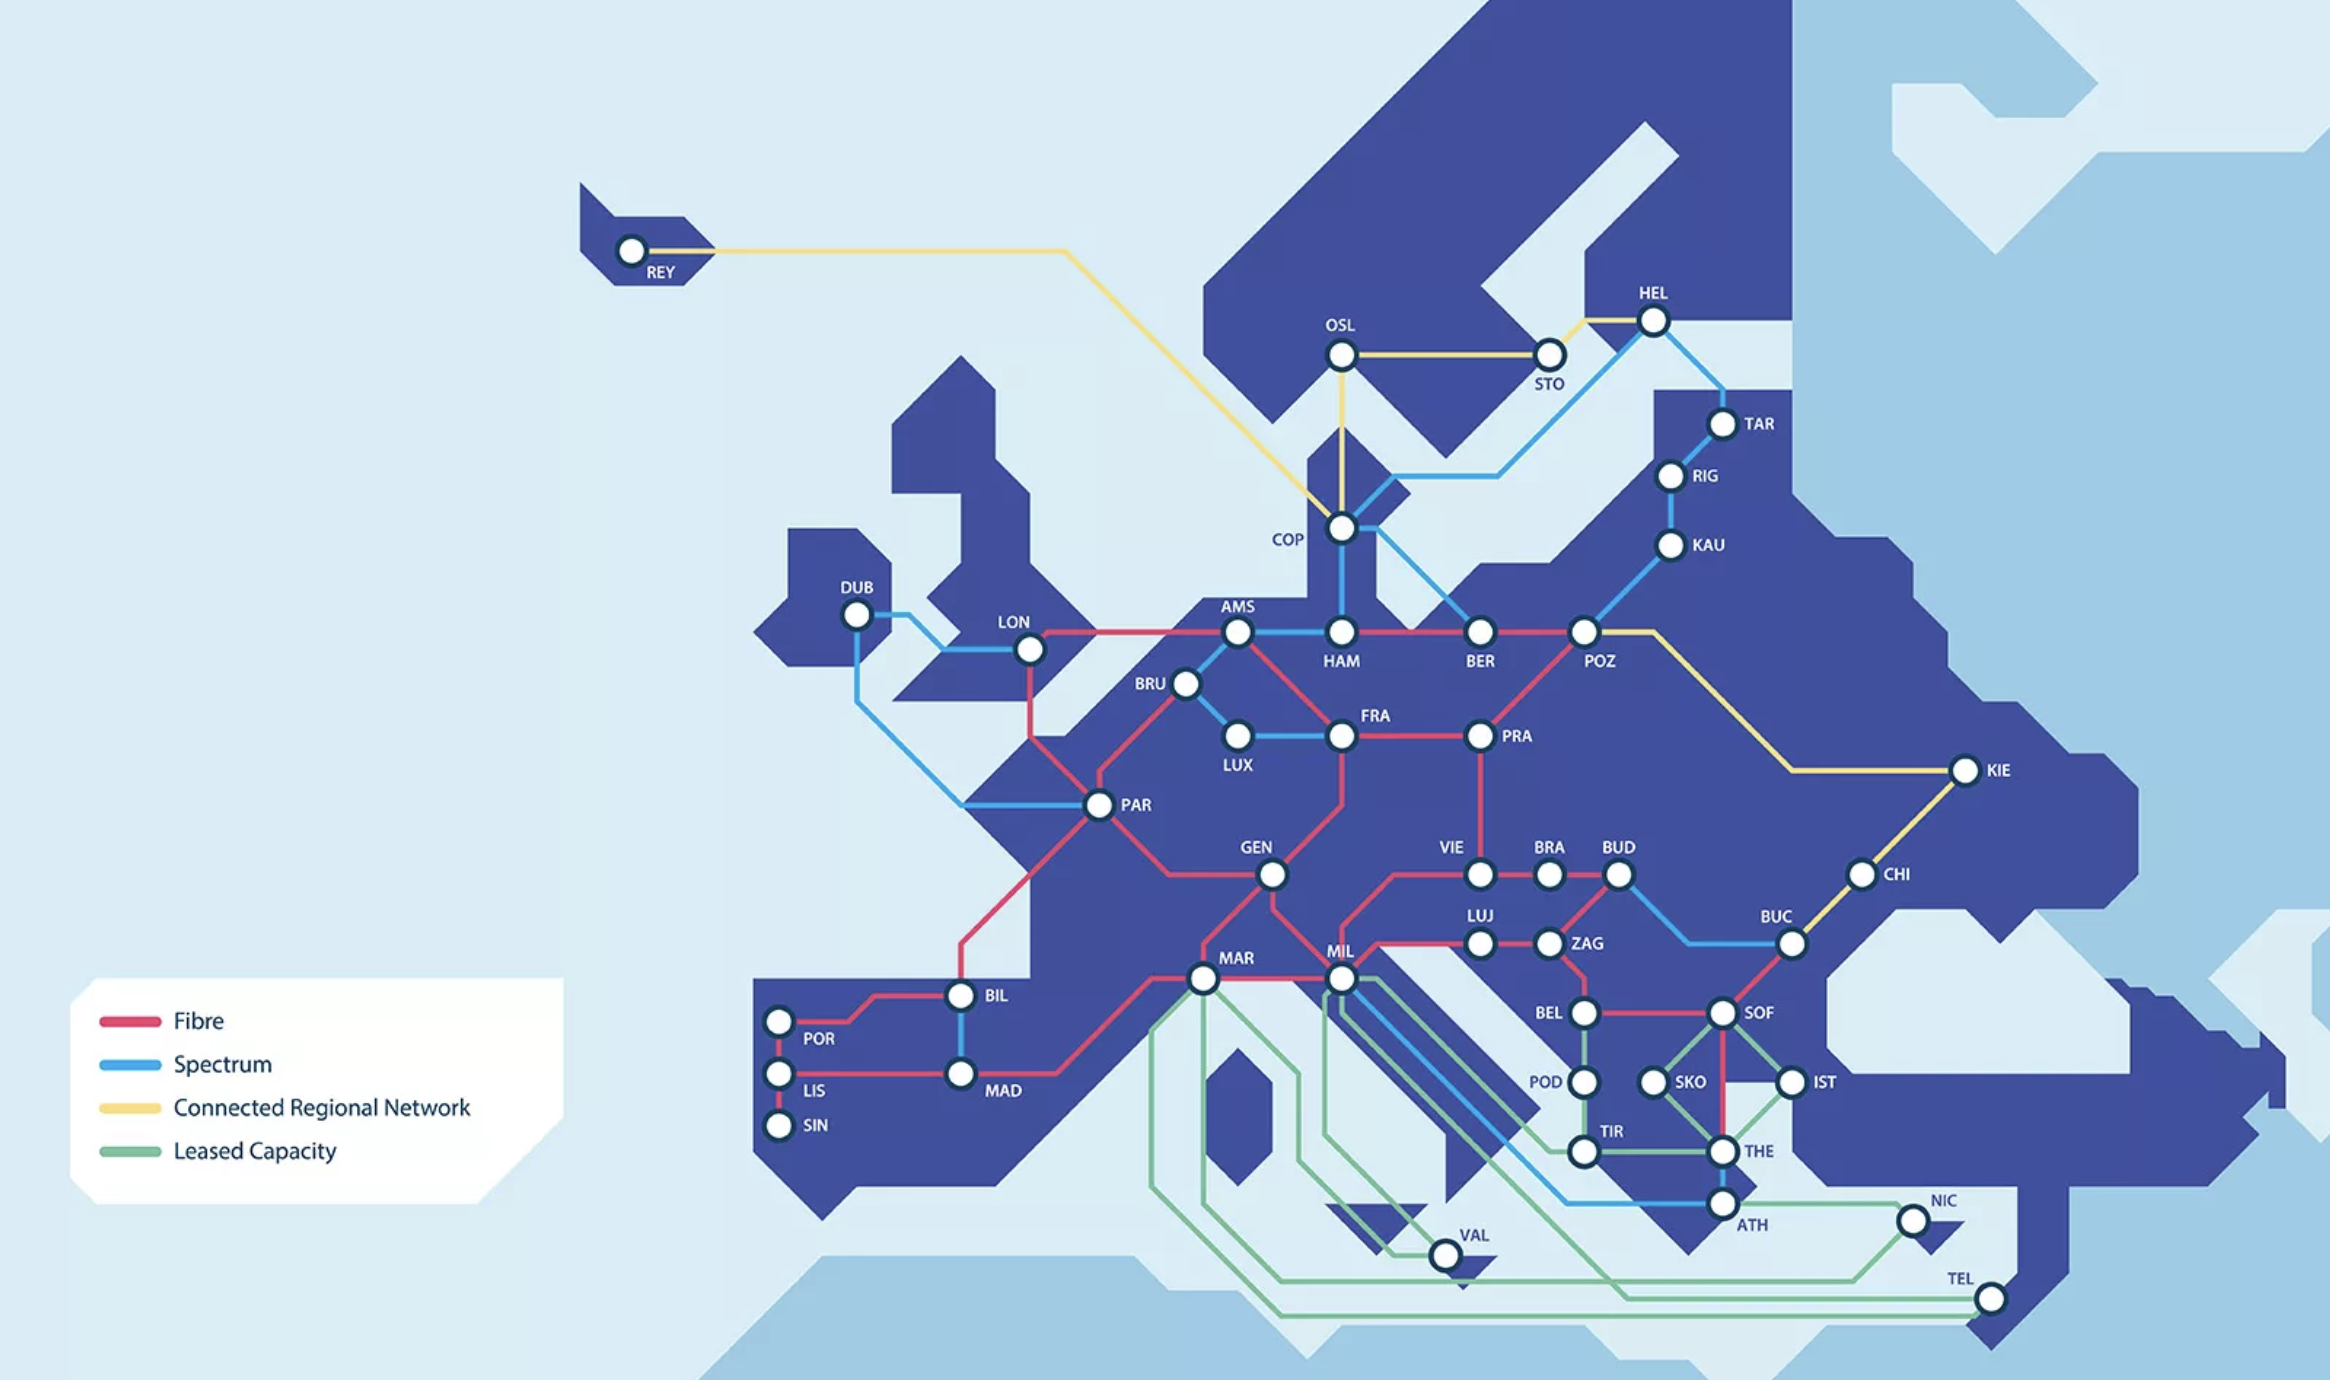 REY
HEL
OSL
STO
TAR
RIG
COP
KAU
DUB
AMS
LON
HAM
BER
POZ
BRU
FRA
PRA
LUX
KIE
PAR
GEN
VIE
BRA
BUD
CHI
LUJ
BUC
ZAG
MIL
MAR
BIL
BEL
SOF
POR
POD
SKO
IST
LIS
MAD
SIN
TIR
THE
NIC
ATH
VAL
TEL
Fibre
Spectrum
Connected Regional Network
Leased Capacity